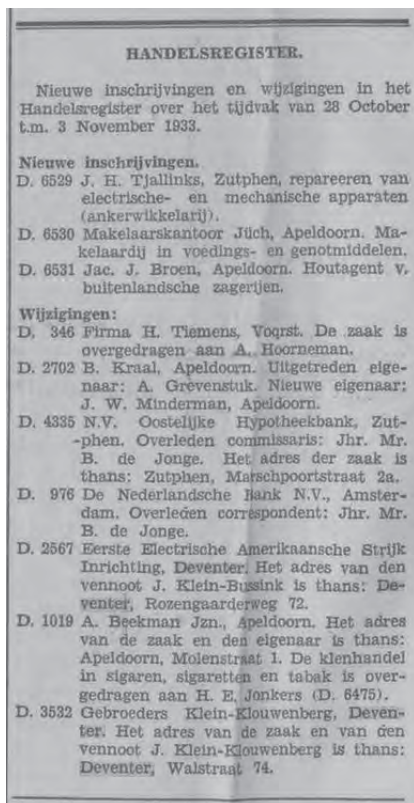 HANDELSREGISTER.
Nieuwe inschrijvingen en wijzigingen in het
Handelsregister over het tijdvak van 28 October
t.m. 3 November 1933.
Nieuwe inschrijvingen.
D. 6529 J. H. Tjallinks, Zutphen, repareeren van
electrische- en mechanische apparaten
(ankerwikkelarij).
D. 6530 Makelaarskantoor Jüch, Apeldoorn. Ma-
kelaardij in voedings- en genotmiddelen.
D. 6531 Jac. J. Broen, Apeldoorn. Houtagent v.
buitenlandsche zagerijen.
Wijzigingen:
D. 346 Firma H. Tiemens, Voorst. De zaak is
overgedragen aan A. Hoorneman.
D. 2702 B. Kraal, Apeldoorn. Uitgetreden eige-
naar: A. Grevenstuk. Nieuwe eigenaar:
J. W. Minderman, Apeldoorn.
D. 4335 N.V. Oostelijke Hypotheekbank, Zut-
-phen. Overleden commissaris: Jhr. Mr.
B. de Jonge. Het adres der zaak is
thans: Zutphen, Marschpoortstraat 2a.
D. 976 De Nederlandsche Bank N.V., Amster-
dam. Overleden correspondent: Jhr. Mr.
B. de Jonge.
D. 2567 Eerste Electrische Amerikaansche Strijk
Inrichting, Deventer. Het adres van den
vennoot J. Klein-Bussink is thans: De-
venter, Rozengaarderweg 72.
D. 1019 A. Beekman Jzn., Apeldoorn. Het adres
van de zaak en den eigenaar is thans:
Apeldoorn, Molenstraat 1. De klenhandel
in sigaren, sigaretten en tabak is over-
gedragen aan H. E. Jonkers (D. 6475).
D. 3532 Gebroeders Klein-Klouwenberg, Deven-
ter. Het adres van de zaak en van den
vennoot J. Klein-Klouwenberg is thans:
Deventer, Walstraat 74.